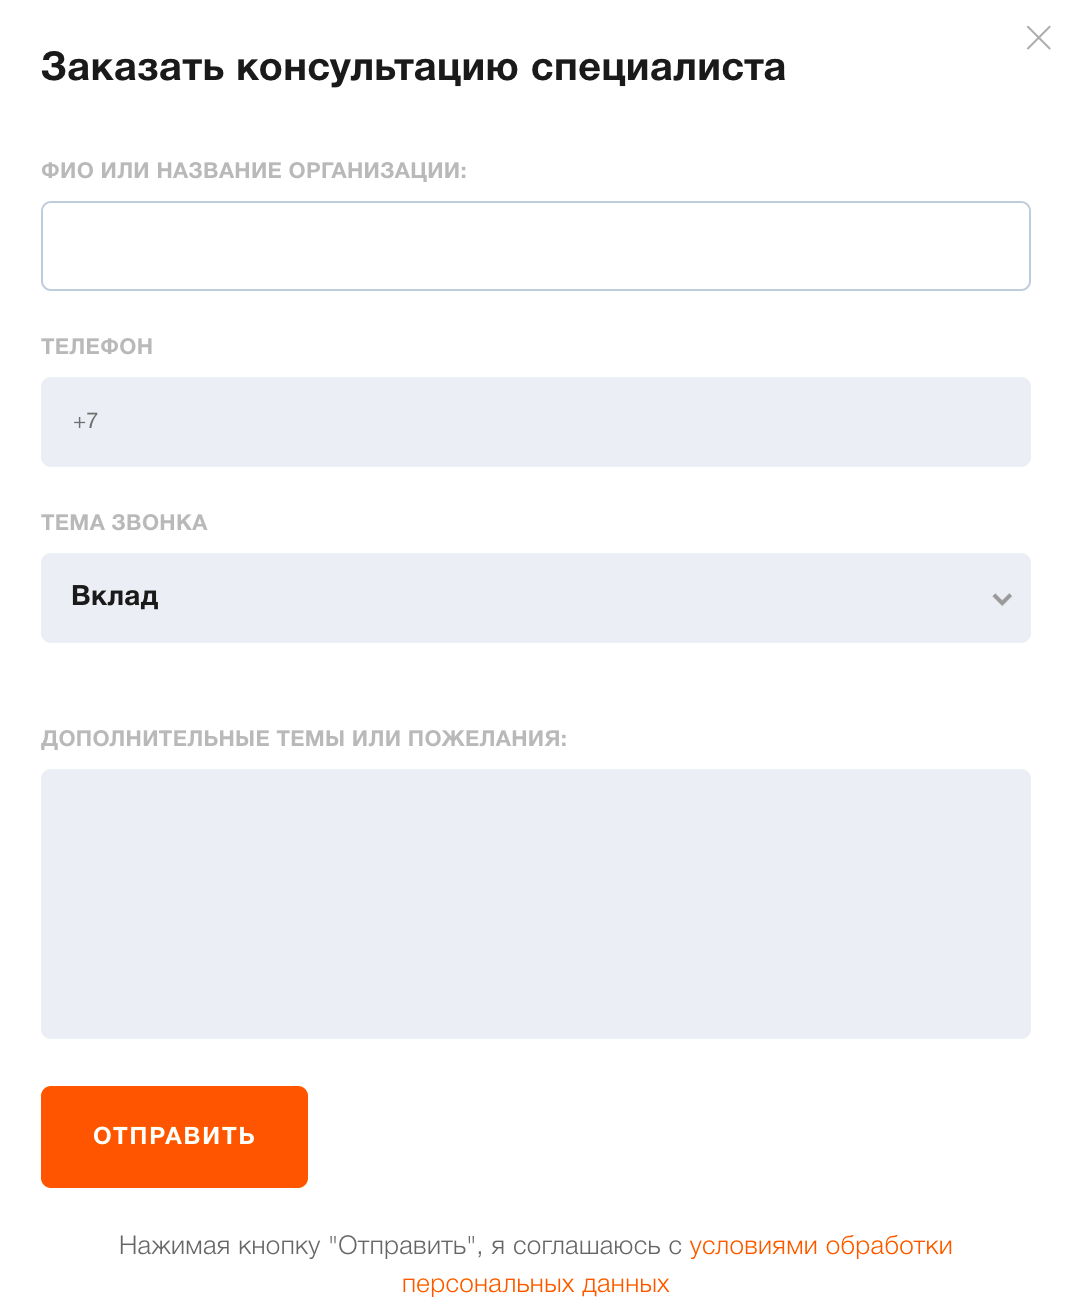 Заказать консультацию специалиста
ФИО ИЛИ НАЗВАНИЕ ОРГАНИЗАЦИИ:
ТЕЛЕФОН
+7
ТЕМА ЗВОНКА
Вклад
ДОПОЛНИТЕЛЬНЫЕ ТЕМЫ ИЛИ ПОЖЕЛАНИЯ:
ОТПРАВИТЬ
Нажимая кнопку "Отправить", я соглашаюсь с условиями обработки
персональных данных